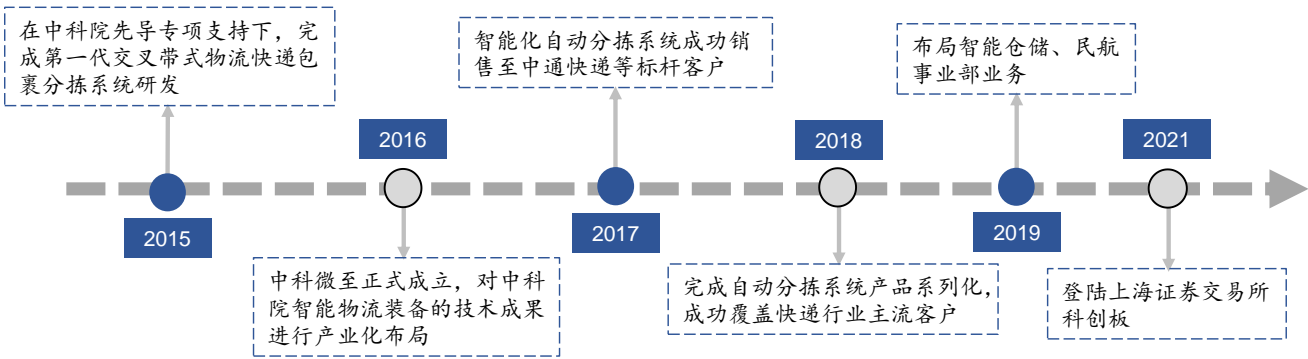 在中科院先导专项支持下，完
成第一代交叉带式物流快递包
裹分拣系统研发
2015
2016
中科微至正式成立，对中科
院智能物流装备的技术成果
进行产业化布局
智能化自动分拣系统成功销
售至中通快递等标杆客户
2017
2018
完成自动分拣系统产品系列化，
成功覆盖快递行业主流客户
布局智能仓储、民航
事业部业务
2019
2021
登陆上海证券交易所
科创板